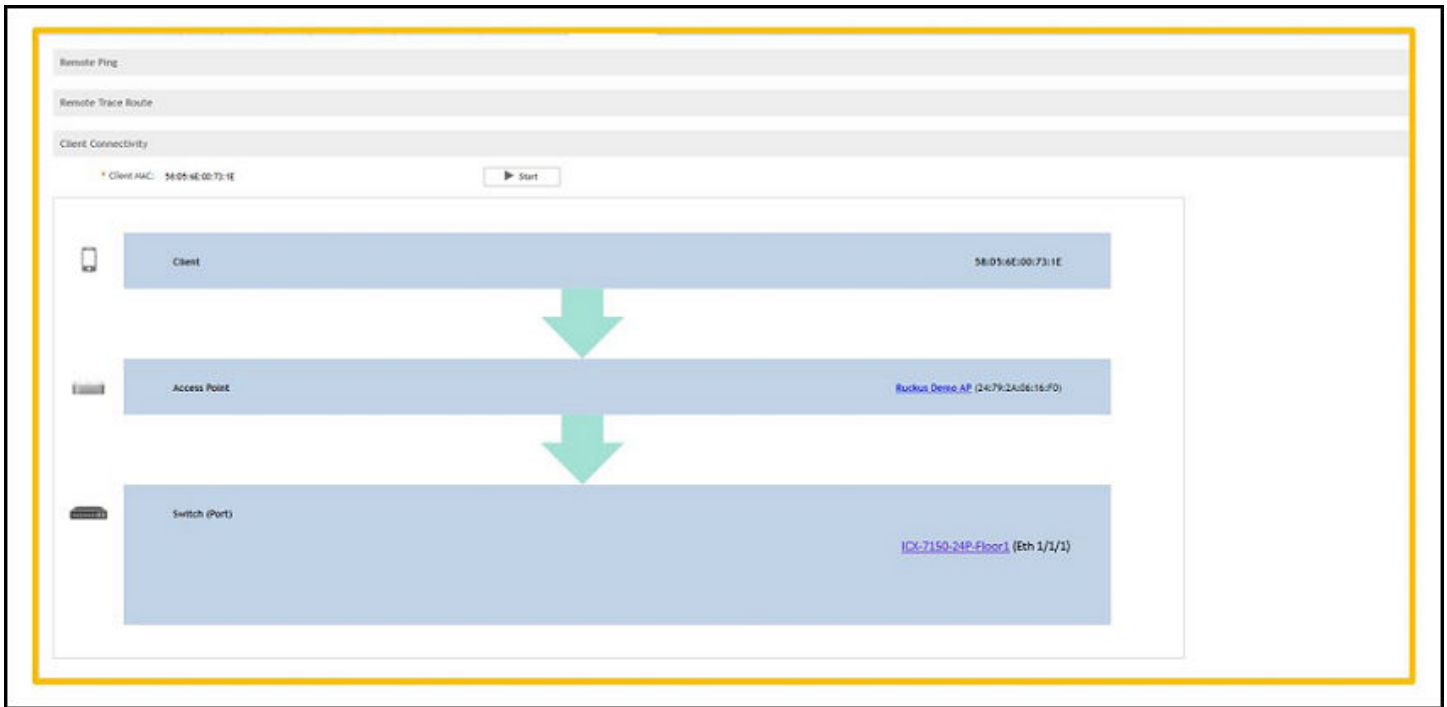 Remote Ping
Remote Trace Route
Client Connectivity
* Client MAC: 58:05:6E:00:73:1E Start
Client 58:05:6E:00:73:1E
Access Point Ruckus Demo AP (24:79:2A:06:16:F0)
Switch (Port)
ICX-7150-24P-Floor1 (Eth 1/1/1)